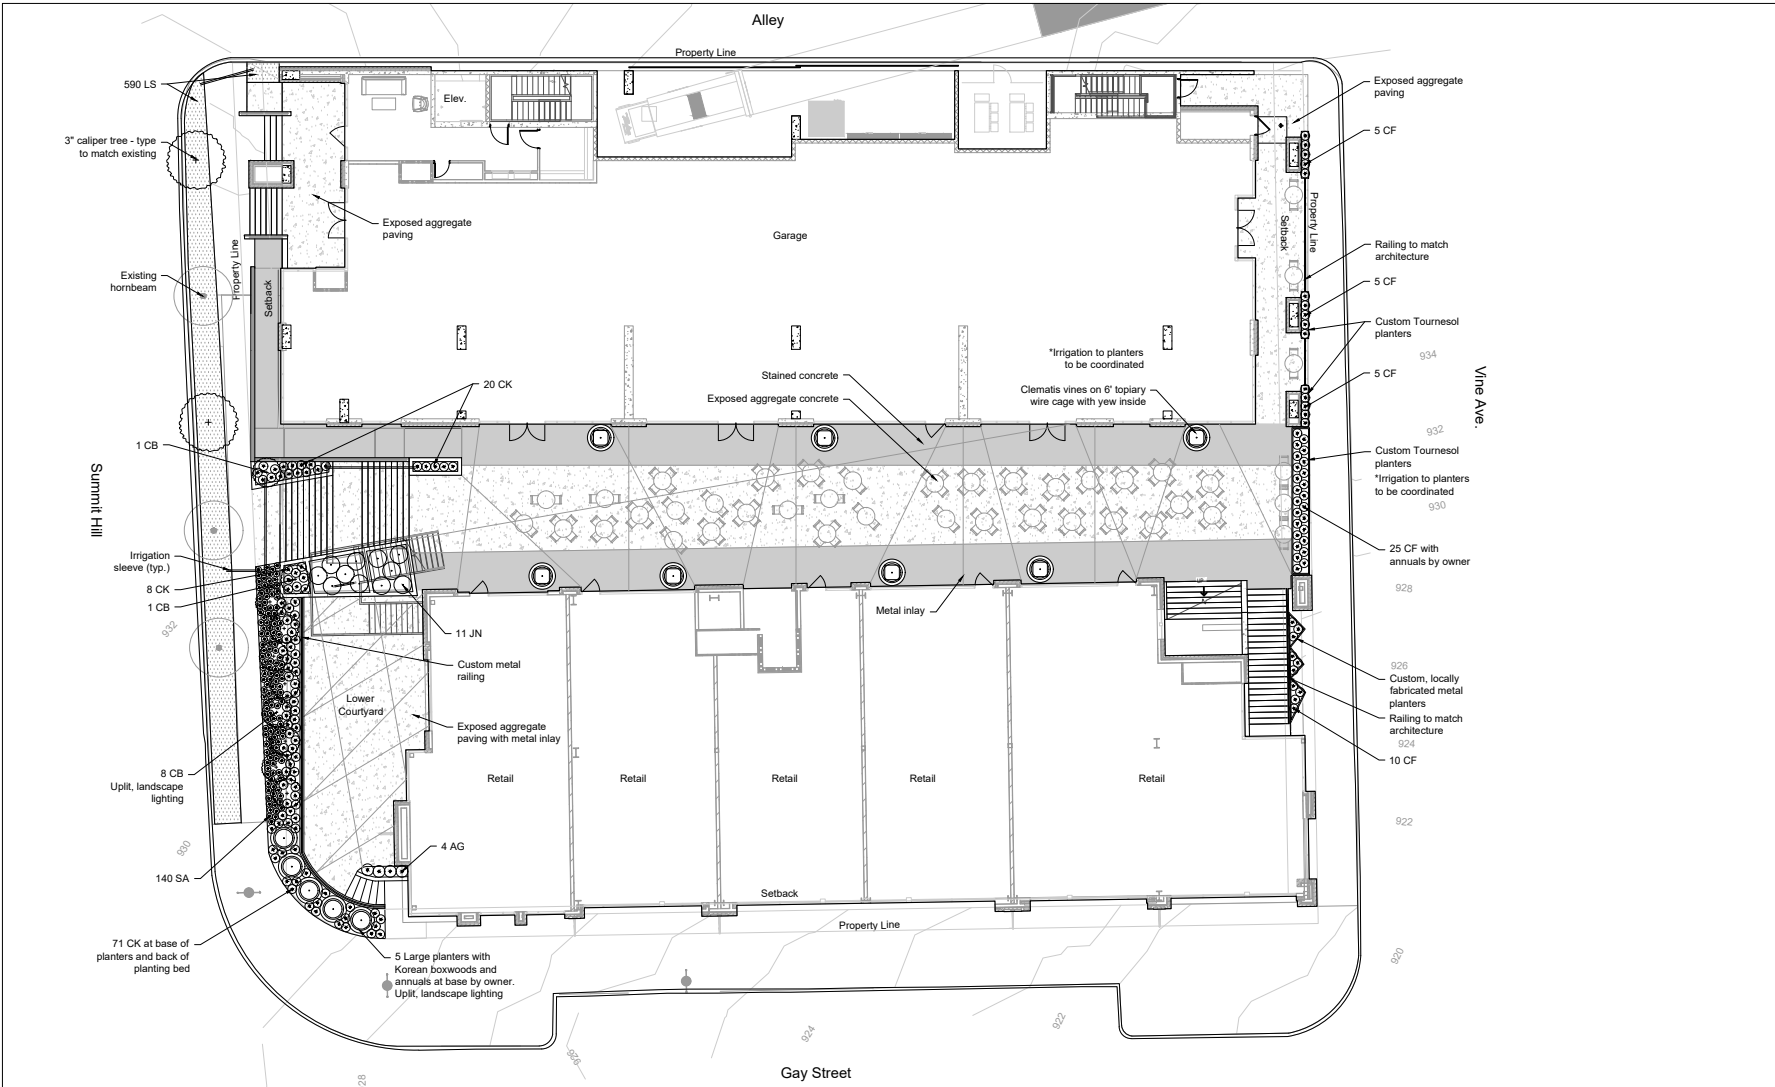 Alley
Property Line
590 LS
Elev.
Exposed aggregate
paving
5 CF
3" caliper tree - type
to match existing
Exposed aggregate
paving
Garage
Property Line
Setback
Property Line
Setback
Railing to match
architecture
5 CF
Existing
hornbeam
Custom Tournesol
planters
934
*Irrigation to planters
to be coordinated
Stained concrete
Exposed aggregate concrete
Clematis vines on 6' topiary
wire cage with yew inside
20 CK
5 CF
Vine Ave.
932
1 CB
Custom Tournesol
planters
*Irrigation to planters
to be coordinated
930
Summit Hill
Irrigation
sleeve (typ.)
8 CK
1 CB
25 CF with
annuals by owner
928
932
11 JN
Metal inlay
Custom metal
railing
926
Custom, locally
fabricated metal
planters
Railing to match
architecture
924
10 CF
Lower
Courtyard
Exposed aggregate
paving with metal inlay
8 CB
Uplit, landscape
lighting
Retail
Retail
Retail
Retail
Retail
922
930
4 AG
140 SA
Setback
Property Line
71 CK at base of
planters and back of
planting bed
5 Large planters with
Korean boxwoods and
annuals at base by owner.
Uplit, landscape lighting
920
922
924
926
28
Gay Street